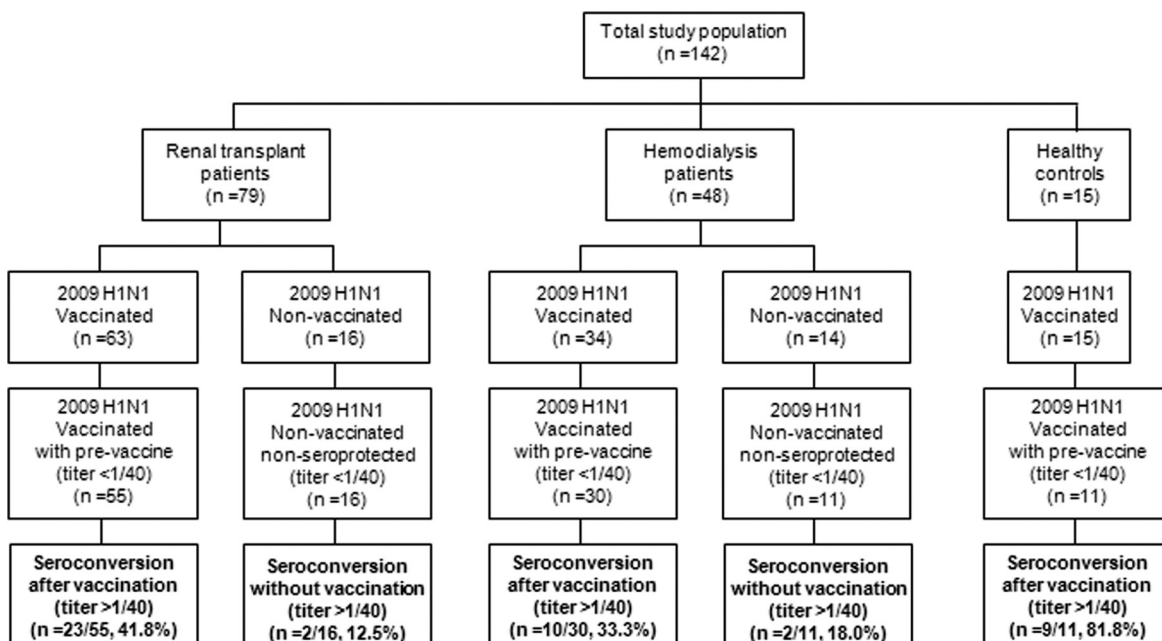 Total study population
(n =142)
Renal transplant
patients
(n =79)
Hemodialysis
patients
(n =48)
Healthy
controls
(n =15)
2009 H1N1
Vaccinated
(n =63)
2009 H1N1
Non-vaccinated
(n =16)
2009 H1N1
Vaccinated
(n =34)
2009 H1N1
Non-vaccinated
(n =14)
2009 H1N1
Vaccinated
(n =15)
2009 H1N1
Vaccinated
with pre-vaccine
(titer <1/40)
(n =55)
2009 H1N1
Non-vaccinated
non-seroprotected
(titer <1/40)
(n =16)
2009 H1N1
Vaccinated
with pre-vaccine
(titer <1/40)
(n =30)
2009 H1N1
Non-vaccinated
non-seroprotected
(titer <1/40)
(n =11)
2009 H1N1
Vaccinated
with pre-vaccine
(titer <1/40)
(n =11)
Seroconversion
after vaccination
(titer >1/40)
(n =23/55, 41.8%)
Seroconversion
without vaccination
(titer >1/40)
(n =2/16, 12.5%)
Seroconversion
after vaccination
(titer >1/40)
(n =10/30, 33.3%)
Seroconversion
without vaccination
(titer >1/40)
(n =2/11, 18.0%)
Seroconversion
after vaccination
(titer >1/40)
(n =9/11, 81.8%)